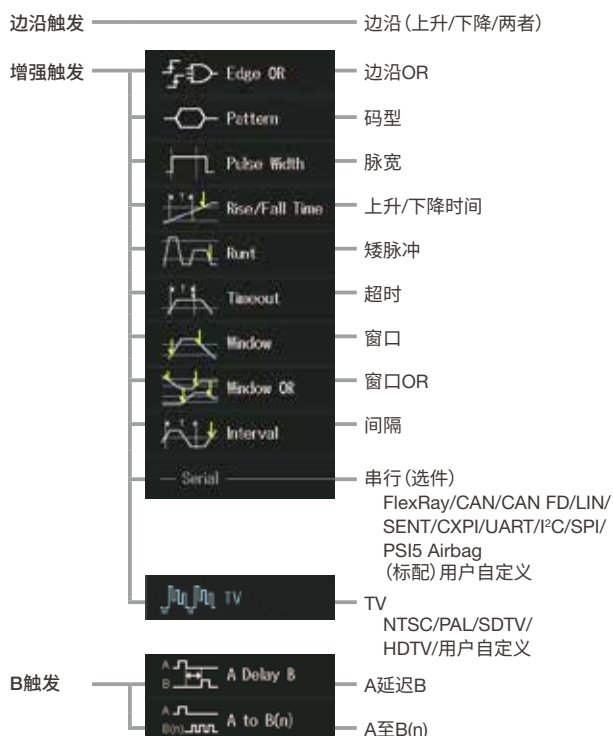 边沿触发 边沿（上升/下降/两者）
增强触发 Edge OR 边沿OR
Pattern 码型
Pulse Width 脉宽
Rise/Fall Time 上升/下降时间
Runt 矮脉冲
Timeout 超时
Window 窗口
Window OR 窗口OR
Interval 间隔
Serial 串行（选件）
FlexRay/CAN/CAN FD/LIN/
SENT/CXPI/UART/I²C/SPI/
PSI5 Airbag
（标配）用户自定义
TV TV
NTSC/PAL/SDTV/
HDTV/用户自定义
B触发 A B A Delay B A延迟B
A B(n) A to B(n) A至B(n)